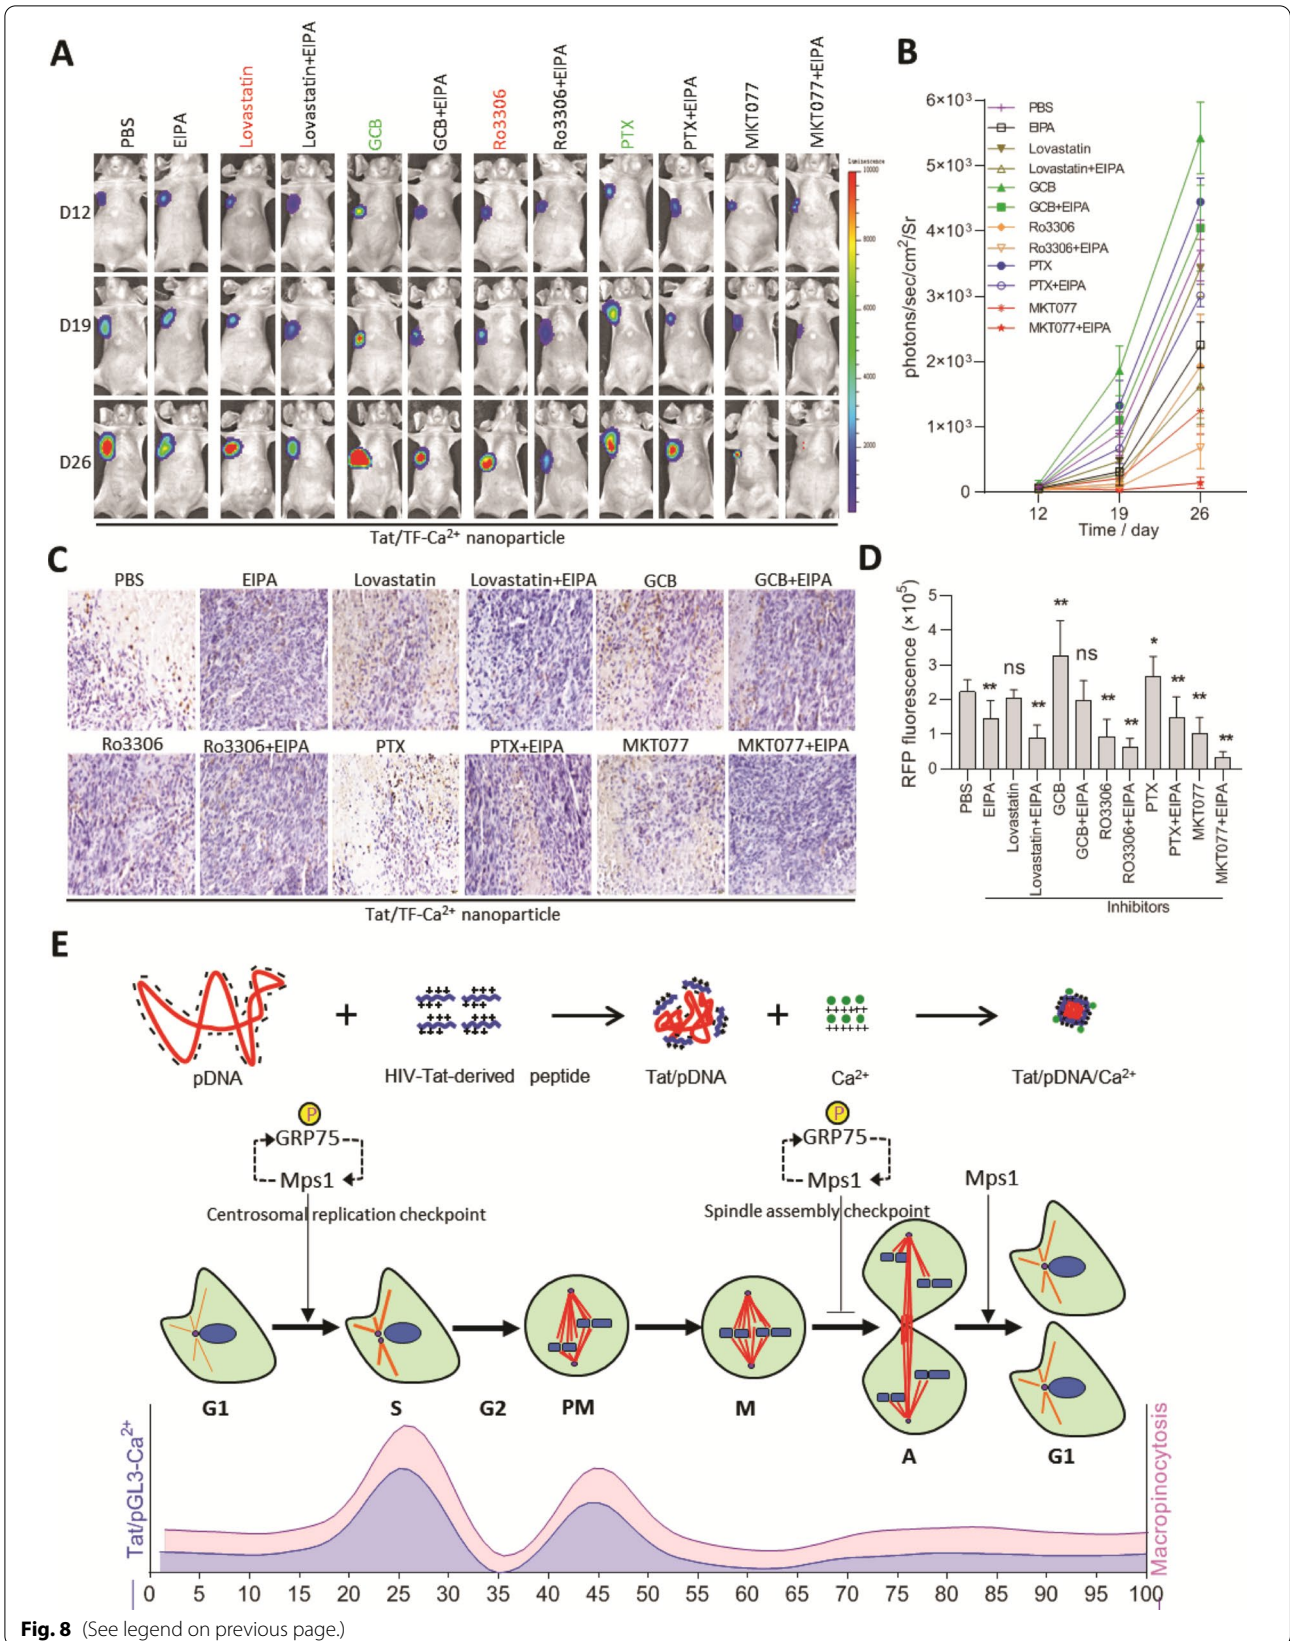 A
PBS
EIPA
Lovastatin
Lovastatin+EIPA
GCB
GCB+EIPA
Ro3306
Ro3306+EIPA
PTX
PTX+EIPA
MKT077
MKT077+EIPA
D12
D19
D26
Luminescence
10000
8000
6000
4000
2000
Tat/TF-Ca²⁺ nanoparticle
B
photons/sec/cm²/Sr
6×10³
5×10³
4×10³
3×10³
2×10³
1×10³
0
PBS
EIPA
Lovastatin
Lovastatin+EIPA
GCB
GCB+EIPA
Ro3306
Ro3306+EIPA
PTX
PTX+EIPA
MKT077
MKT077+EIPA
12 19 26
Time / day
C
PBS EIPA Lovastatin Lovastatin+EIPA GCB GCB+EIPA
Ro3306 Ro3306+EIPA PTX PTX+EIPA MKT077 MKT077+EIPA
Tat/TF-Ca²⁺ nanoparticle
D
RFP fluorescence (×10⁵)
5
4
3
2
1
0
** ns ** ** ns ** ** * ** ** **
PBS
EIPA
Lovastatin
Lovastatin+EIPA
GCB
GCB+EIPA
RO3306
RO3306+EIPA
PTX
PTX+EIPA
MKT077
MKT077+EIPA
Inhibitors
E
+ +++ +++ + +++++
pDNA HIV-Tat-derived peptide Tat/pDNA Ca²⁺ Tat/pDNA/Ca²⁺
P P
GRP75 GRP75
Mps1 Mps1 Mps1
Centrosomal replication checkpoint Spindle assembly checkpoint
G1 S G2 PM M A G1
Tat/pGL3-Ca²⁺
Macropinocytosis
0 5 10 15 20 25 30 35 40 45 50 55 60 65 70 75 80 85 90 95 100
Fig. 8 (See legend on previous page.)